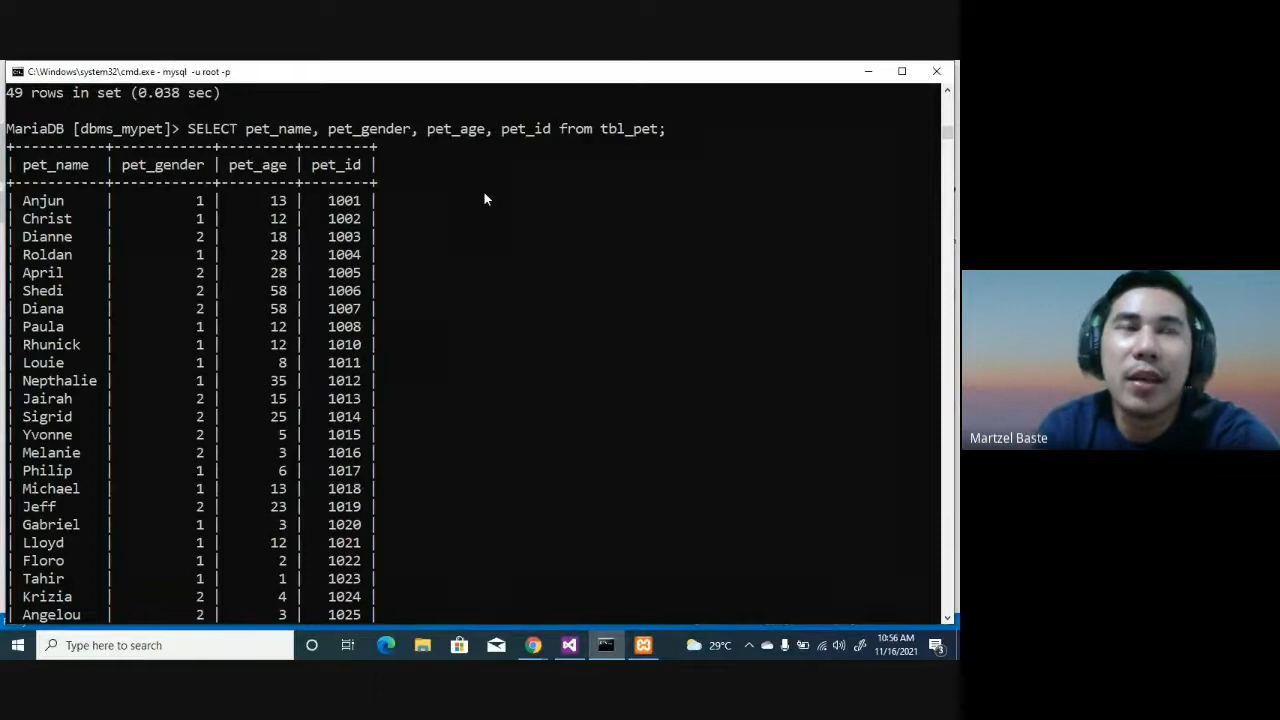 C:\Windows\system32\cmd.exe - mysql -u root -p
49 rows in set (0.038 sec)
MariaDB [dbms_mypet]> SELECT pet_name, pet_gender, pet_age, pet_id from tbl_pet;
+-----------+------------+---------+--------+
| pet_name | pet_gender | pet_age | pet_id |
+-----------+------------+---------+--------+
| Anjun | 1 | 13 | 1001 |
| Christ | 1 | 12 | 1002 |
| Dianne | 2 | 18 | 1003 |
| Roldan | 1 | 28 | 1004 |
| April | 2 | 28 | 1005 |
| Shedi | 2 | 58 | 1006 |
| Diana | 2 | 58 | 1007 |
| Paula | 1 | 12 | 1008 |
| Rhunick | 1 | 12 | 1010 |
| Louie | 1 | 8 | 1011 |
| Nepthalie | 1 | 35 | 1012 |
| Jairah | 2 | 15 | 1013 |
| Sigrid | 2 | 25 | 1014 |
| Yvonne | 2 | 5 | 1015 |
| Melanie | 2 | 3 | 1016 |
| Philip | 1 | 6 | 1017 |
| Michael | 1 | 13 | 1018 |
| Jeff | 2 | 23 | 1019 |
| Gabriel | 1 | 3 | 1020 |
| Lloyd | 1 | 12 | 1021 |
| Floro | 1 | 2 | 1022 |
| Tahir | 1 | 1 | 1023 |
| Krizia | 2 | 4 | 1024 |
| Angelou | 2 | 3 | 1025 |
Martzel Baste
Type here to search
29°C
10:56 AM
11/16/2021
3